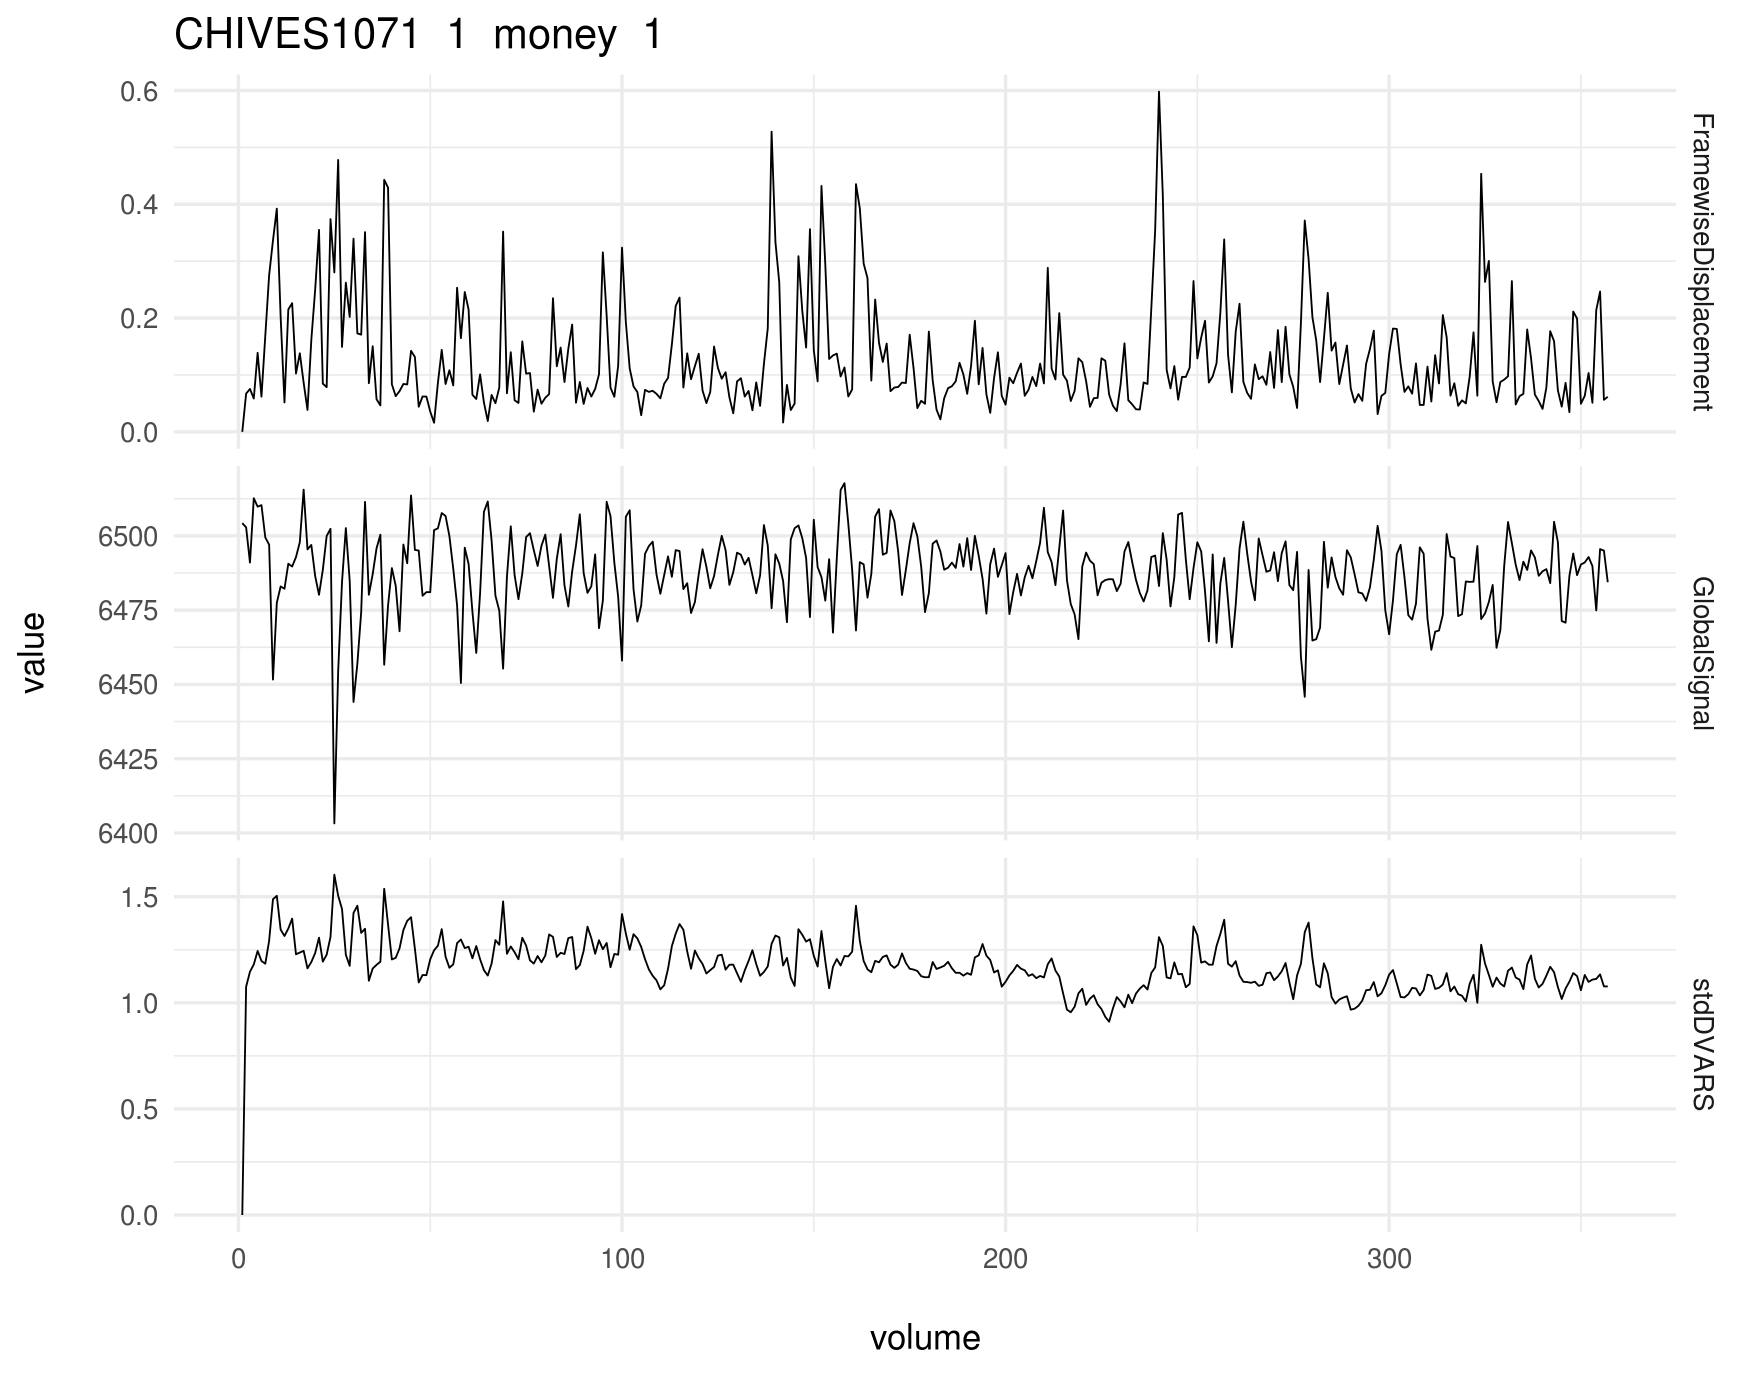 CHIVES1071 1 money 1
0.6
0.4
0.2
0.0
FramewiseDisplacement
6500
6475
6450
6425
6400
GlobalSignal
value
1.5
1.0
0.5
0.0
stdDVARS
0 100 200 300
volume